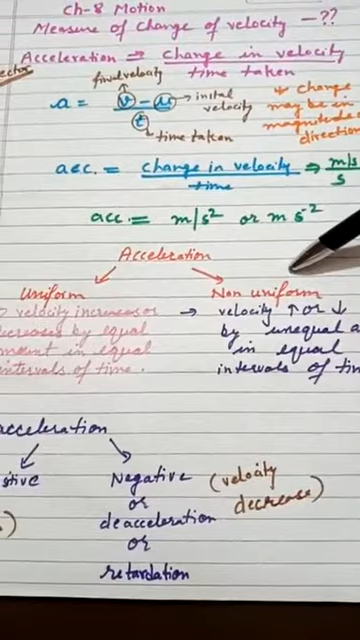 Ch-8 Motion
Measure of Change of velocity - ??
Acceleration ⇒ Change in velocity
time taken
final velocity
a = v - u → initial velocity
t
time taken
Change
may be in
magnitude
direction
acc. = Change in velocity ⇒ m/s
time s
acc = m/s² or m s⁻²
Acceleration
Uniform
velocity increases or
by equal
in equal
intervals of time.
Non uniform
→ velocity ↑ or ↓
by unequal
in equal
intervals of
acceleration
Negative (velocity decrease)
or
deacceleration
or
retardation